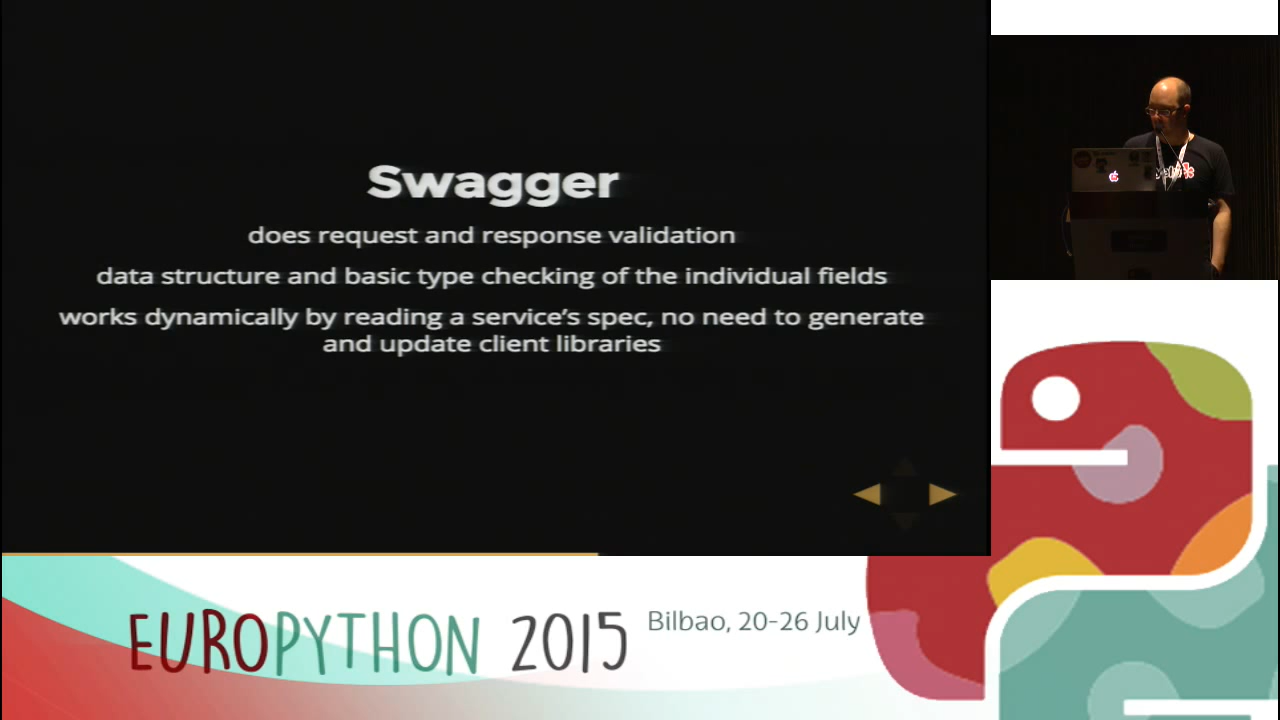 Swagger
does request and response validation
data structure and basic type checking of the individual fields
works dynamically by reading a service's spec, no need to generate
and update client libraries
EUROPYTHON 2015
Bilbao, 20-26 July